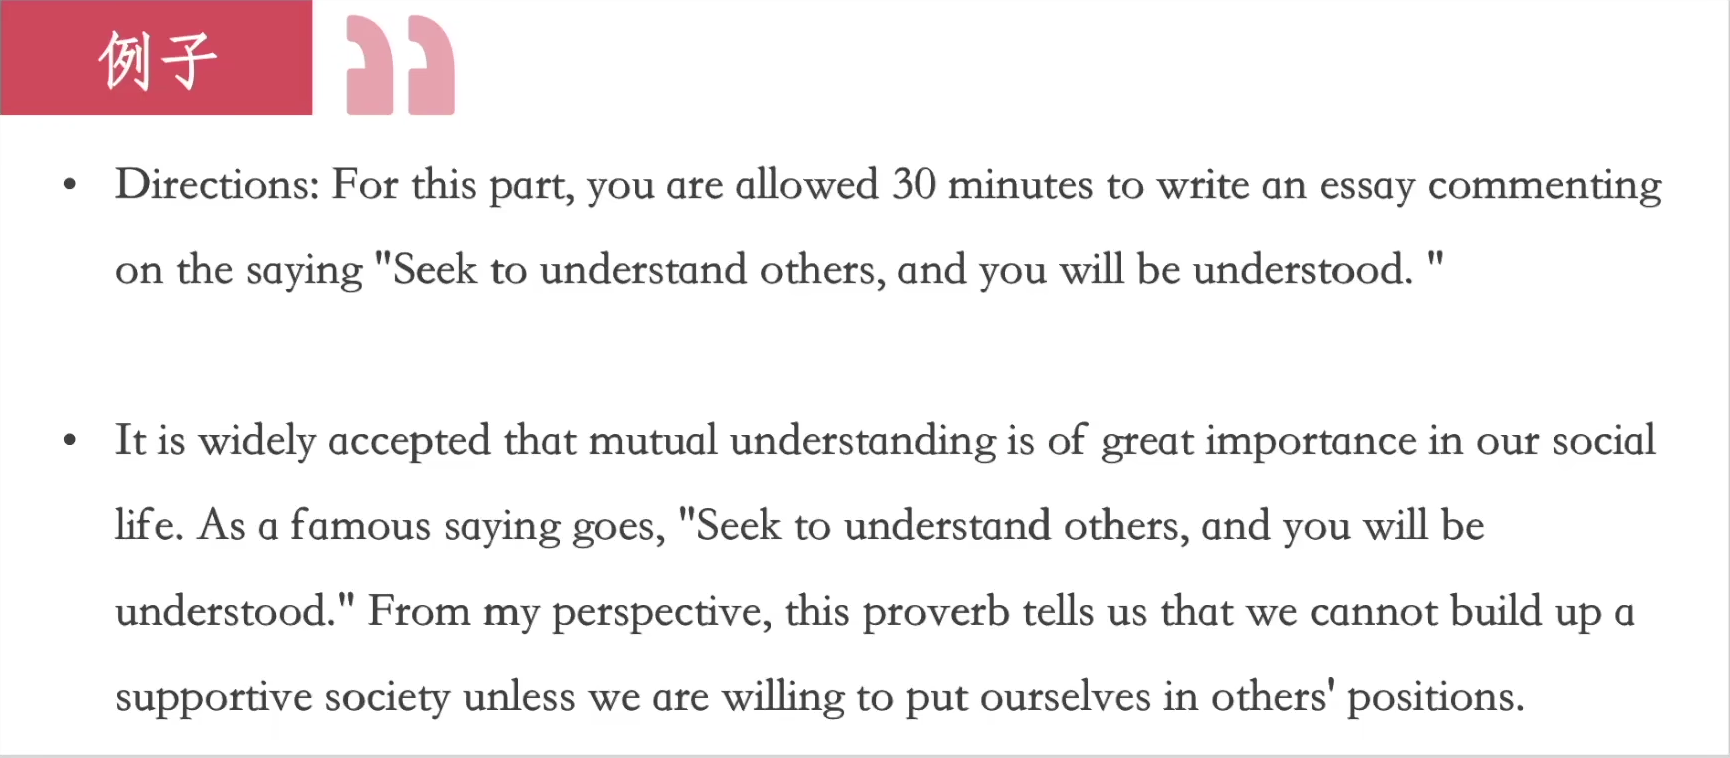 例子
• Directions: For this part, you are allowed 30 minutes to write an essay commenting
on the saying "Seek to understand others, and you will be understood. "
• It is widely accepted that mutual understanding is of great importance in our social
life. As a famous saying goes, "Seek to understand others, and you will be
understood." From my perspective, this proverb tells us that we cannot build up a
supportive society unless we are willing to put ourselves in others' positions.